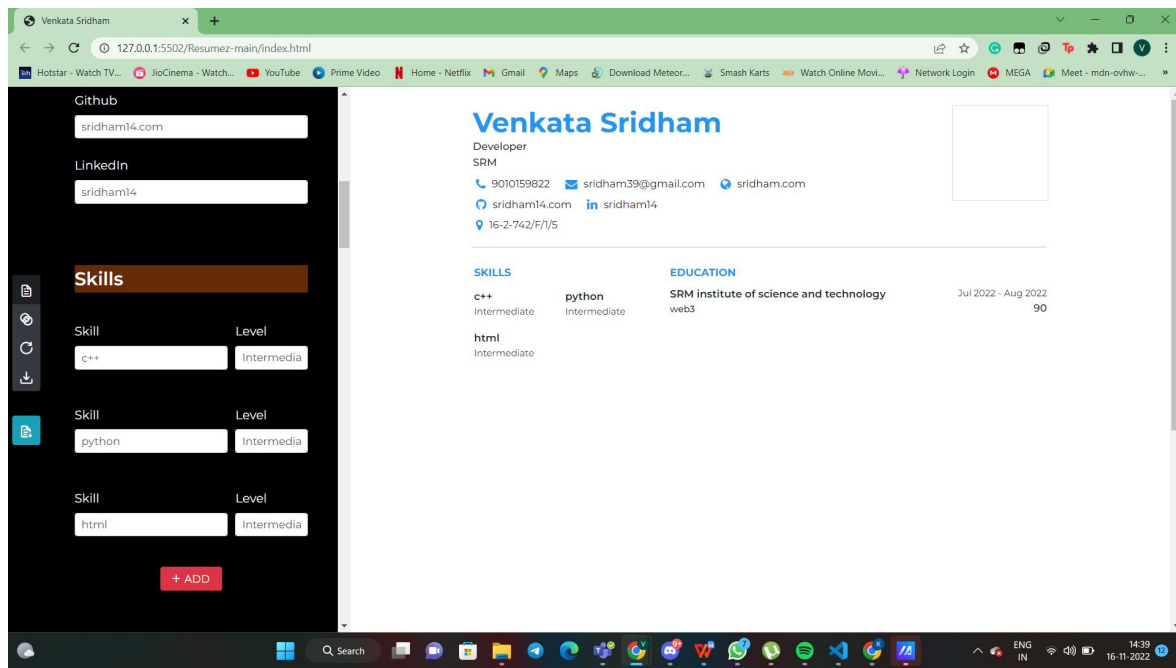 Venkata Sridham
127.0.0.1:5502/Resumez-main/index.html
Hotstar - Watch TV... JioCinema - Watch... YouTube Prime Video Home - Netflix Gmail Maps Download Meteor... Smash Karts Watch Online Movi... Network Login MEGA Meet - mdn-ovhw-... »
Github
sridham14.com
LinkedIn
sridham14
Skills
Skill Level
c++ Intermedia
Skill Level
python Intermedia
Skill Level
html Intermedia
+ ADD
Venkata Sridham
Developer
SRM
9010159822 sridham39@gmail.com sridham.com
sridham14.com sridham14
16-2-742/F/1/5
SKILLS
c++ python
Intermediate Intermediate
html
Intermediate
EDUCATION
SRM institute of science and technology Jul 2022 - Aug 2022
web3 90
Search
ENG
IN
14:39
16-11-2022